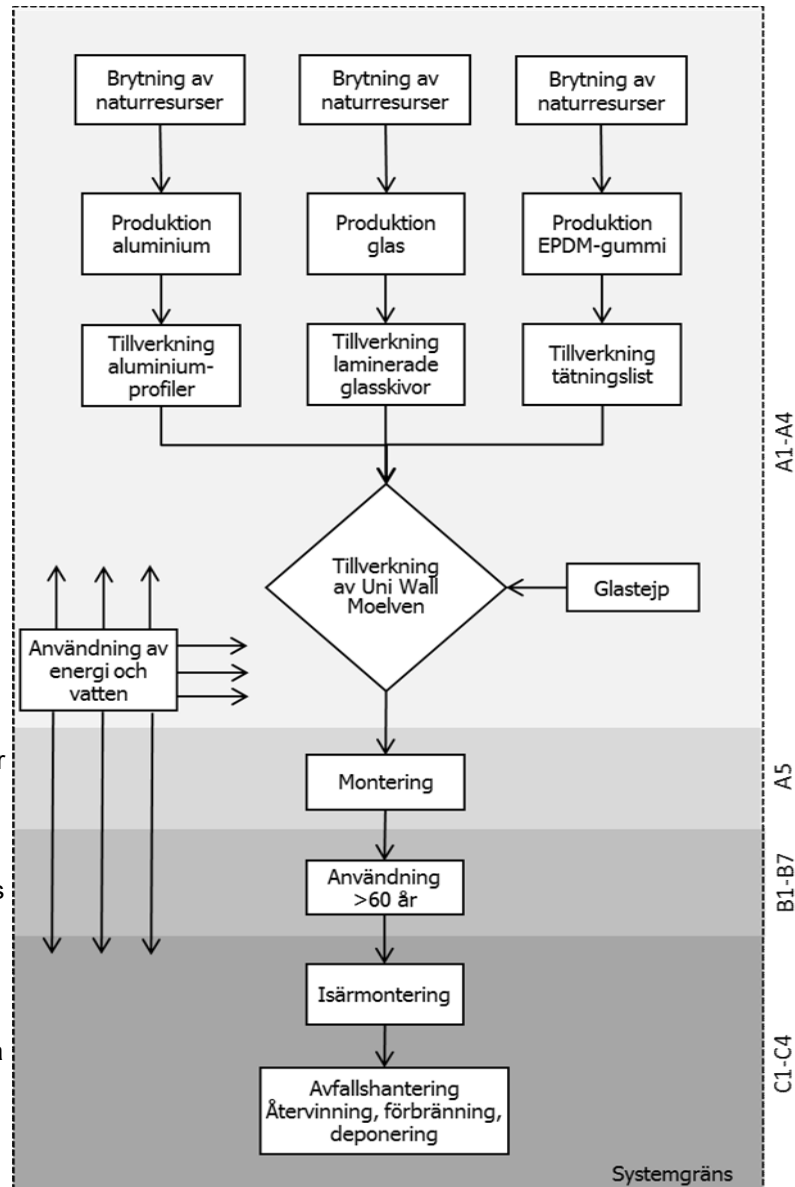 Brytning av
naturresurser
Brytning av
naturresurser
Brytning av
naturresurser
Produktion
aluminium
Produktion
glas
Produktion
EPDM-gummi
Tillverkning
aluminium-
profiler
Tillverkning
laminerade
glasskivor
Tillverkning
tätningslist
A1-A4
Tillverkning
av Uni Wall
Moelven
Glastejp
Användning av
energi och
vatten
Montering
A5
Användning
>60 år
B1-B7
Isärmontering
Avfallshantering
Återvinning, förbränning,
deponering
C1-C4
Systemgräns